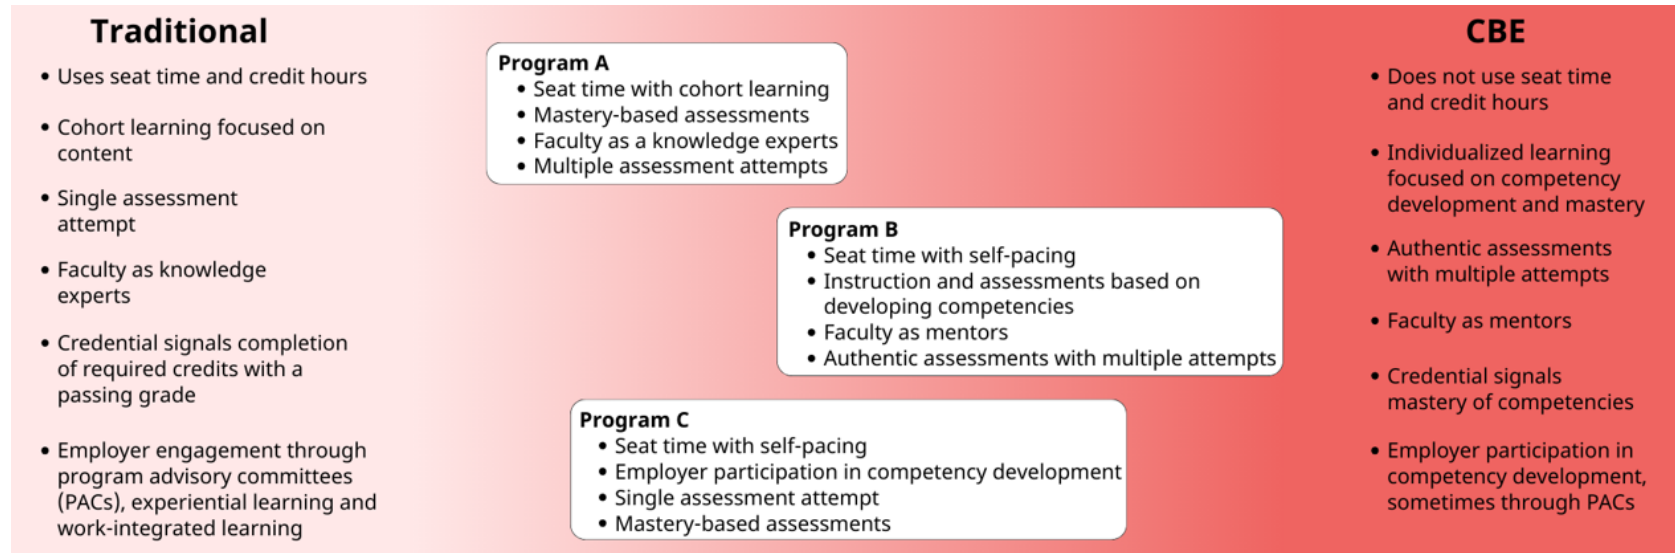 Traditional
• Uses seat time and credit hours
• Cohort learning focused on
content
• Single assessment
attempt
• Faculty as knowledge
experts
• Credential signals completion
of required credits with a
passing grade
• Employer engagement through
program advisory committees
(PACs), experiential learning and
work-integrated learning
Program A
• Seat time with cohort learning
• Mastery-based assessments
• Faculty as a knowledge experts
• Multiple assessment attempts
Program B
• Seat time with self-pacing
• Instruction and assessments based on
developing competencies
• Faculty as mentors
• Authentic assessments with multiple attempts
Program C
• Seat time with self-pacing
• Employer participation in competency development
• Single assessment attempt
• Mastery-based assessments
CBE
• Does not use seat time
and credit hours
• Individualized learning
focused on competency
development and mastery
• Authentic assessments
with multiple attempts
• Faculty as mentors
• Credential signals
mastery of competencies
• Employer participation in
competency development,
sometimes through PACs